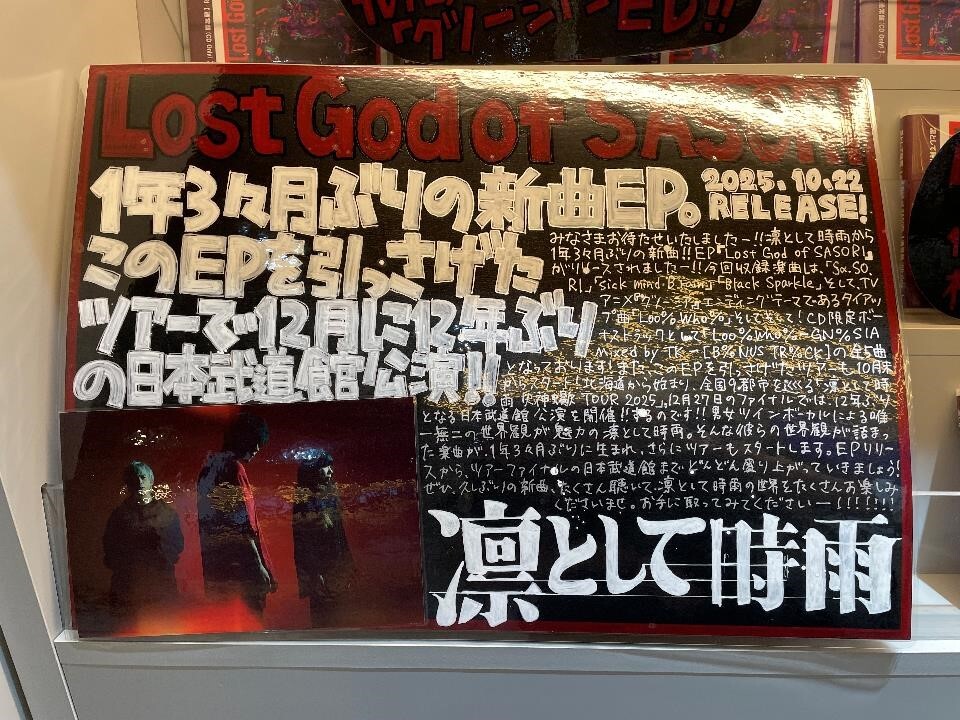 「グリーン
ED!!
Lost God of SASORI
1年3ヶ月ぶりの新曲EP。
2025.10.22
RELEASE!
このEPを引っさげた
ツアーで12月に12年ぶり
の日本武道館公演!!
みなさまお待たせいたしました〜!!凛として時雨から
1年3ヶ月ぶりの新曲!!EP「Lost God of SASORI」
がリリースされました〜!!今回収録楽曲は、「Sa.So.
Ri」「Sick mind B.Jam」「Black Sparkle」そして、TV
アニメ「グノーシア」エンディングテーマであるタイアッ
プ曲「Loo% Who%」そして
CD限定ボー
ナストラックとして「Loo% Who% - GN%SIA
Mixed by TK - [B%NUS TR%CK]」の全5曲
となっております!また、このEPを引っさげたツアーも10月末
からスタート!北海道から始まり、全国9都市を巡る「凛として時
雨 火神蠍 TOUR 2025」、12月27日のファイナルでは、12年ぶり
となる日本武道館公演を開催!!
のです!!男女ツインボーカルによる唯
一無二の世界観が魅力の凛として時雨。そんな彼らの世界観が詰まっ
た楽曲が、1年3ヶ月ぶりに生まれ、さらにツアーもスタートします。EPリリー
スから、ツアーファイナルの日本武道館までどんどん盛り上がっていきましょう!
ぜひ、久しぶりの新曲、たくさん聴いて、凛として時雨の世界をたくさんお楽しみ
くださいませ。お手に取ってみてくださいー!!!!!!!
凛として時雨